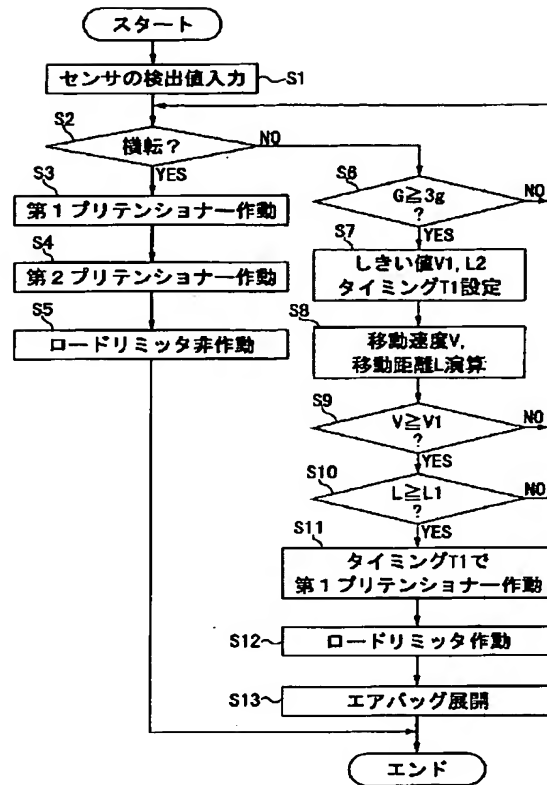 スタート
センサの検出値入力
S1
S2
横転？
NO
YES
S3
第1プリテンショナー作動
S4
第2プリテンショナー作動
S5
ロードリミッタ非作動
S6
G≧3g
?
NO
YES
S7
しきい値V1, L2
タイミングT1設定
S8
移動速度V,
移動距離L演算
S9
V≧V1
?
NO
YES
S10
L≧L1
?
NO
YES
S11
タイミングT1で
第1プリテンショナー作動
S12
ロードリミッタ作動
S13
エアバッグ展開
エンド